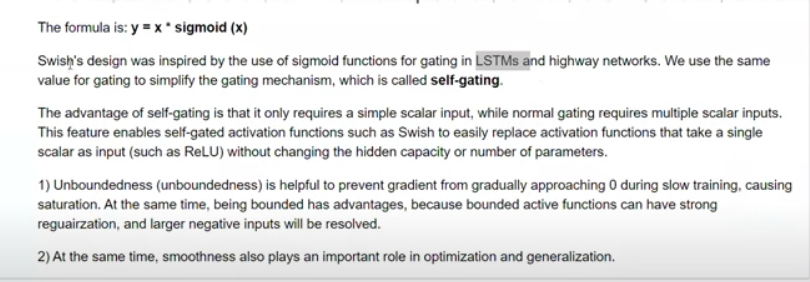 The formula is: y = x * sigmoid (x)
Swish's design was inspired by the use of sigmoid functions for gating in LSTMs and highway networks. We use the same
value for gating to simplify the gating mechanism, which is called self-gating.
The advantage of self-gating is that it only requires a simple scalar input, while normal gating requires multiple scalar inputs.
This feature enables self-gated activation functions such as Swish to easily replace activation functions that take a single
scalar as input (such as ReLU) without changing the hidden capacity or number of parameters.
1) Unboundedness (unboundedness) is helpful to prevent gradient from gradually approaching 0 during slow training, causing
saturation. At the same time, being bounded has advantages, because bounded active functions can have strong
reguairzation, and larger negative inputs will be resolved.
2) At the same time, smoothness also plays an important role in optimization and generalization.